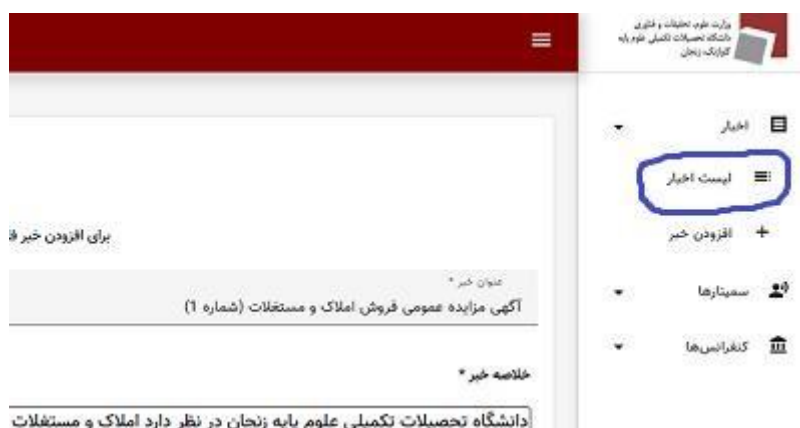 وزارت علوم، تحقیقات و فناوری
دانشگاه تحصیلات تکمیلی علوم پایه
گاوازنگ، زنجان
اخبار
لیست اخبار
افزودن خبر
سمینارها
کنفرانس‌ها
برای افزودن خبر
عنوان خبر *
آگهی مزایده عمومی فروش املاک و مستغلات (شماره 1)
خلاصه خبر *
دانشگاه تحصیلات تکمیلی علوم پایه زنجان در نظر دارد املاک و مستغلات